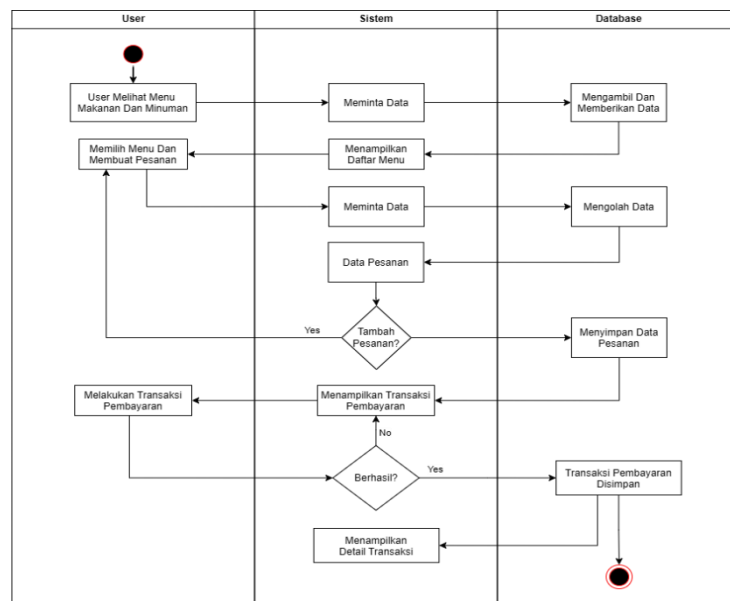 User
Sistem
Database
User Melihat Menu
Makanan Dan Minuman
Meminta Data
Mengambil Dan
Memberikan Data
Memilih Menu Dan
Membuat Pesanan
Menampilkan
Daftar Menu
Meminta Data
Mengolah Data
Data Pesanan
Yes
Tambah
Pesanan?
Menyimpan Data
Pesanan
Melakukan Transaksi
Pembayaran
Menampilkan Transaksi
Pembayaran
No
Berhasil?
Yes
Transaksi Pembayaran
Disimpan
Menampilkan
Detail Transaksi